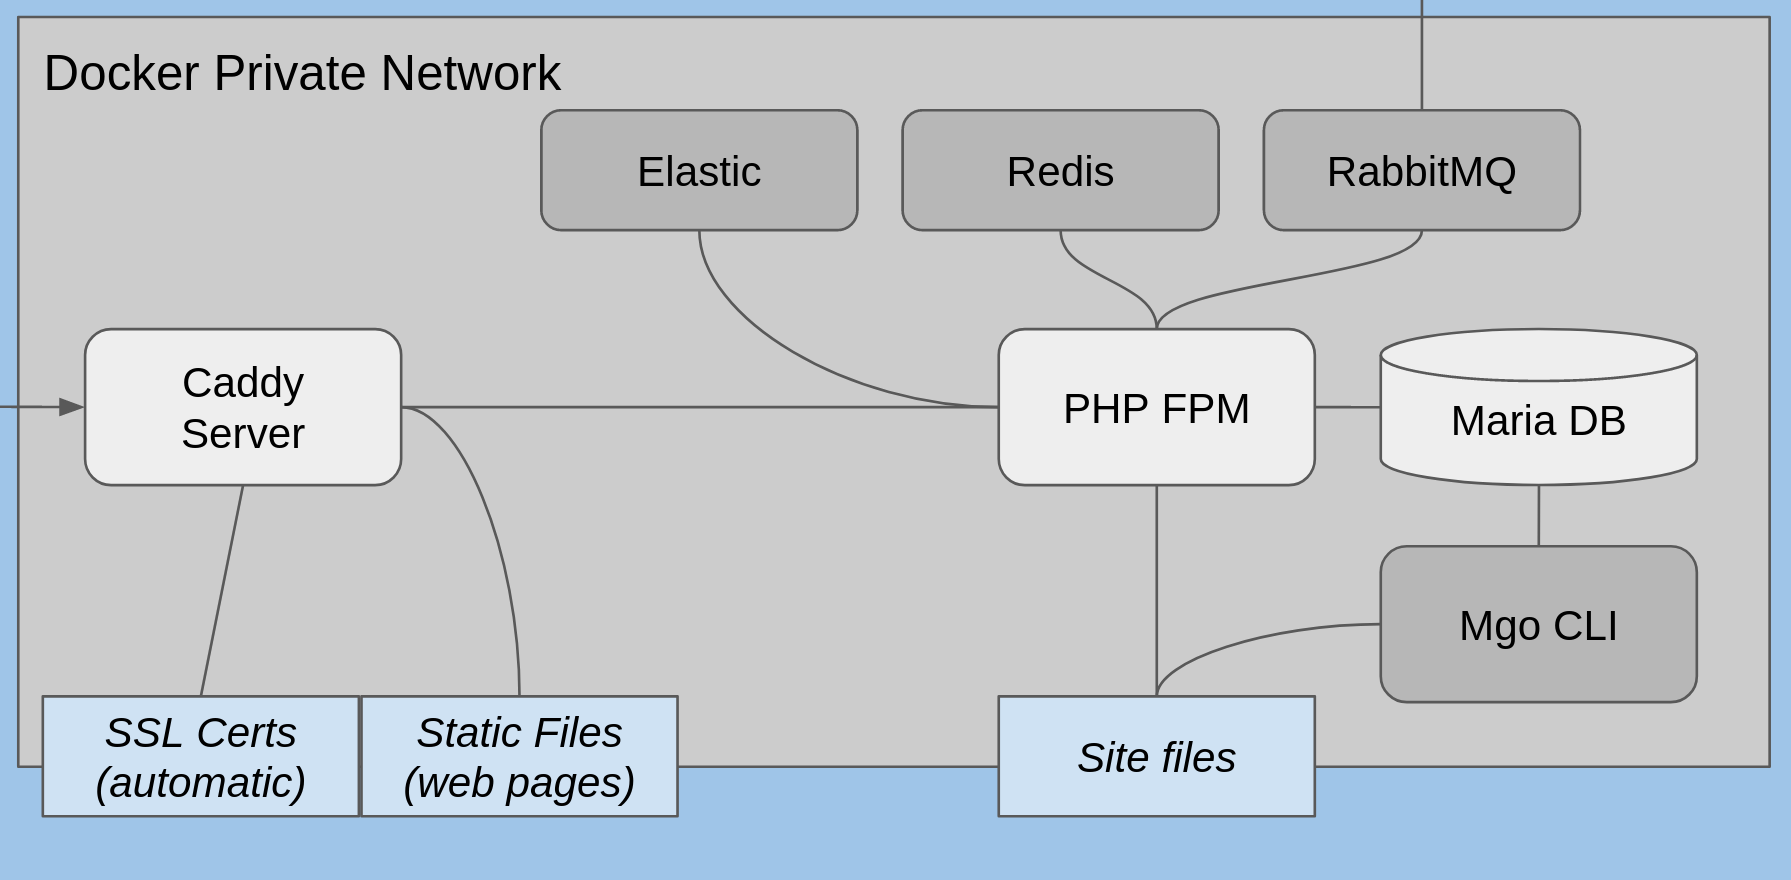 Docker Private Network
Elastic
Redis
RabbitMQ
Caddy
Server
PHP FPM
Maria DB
Mgo CLI
SSL Certs
(automatic)
Static Files
(web pages)
Site files